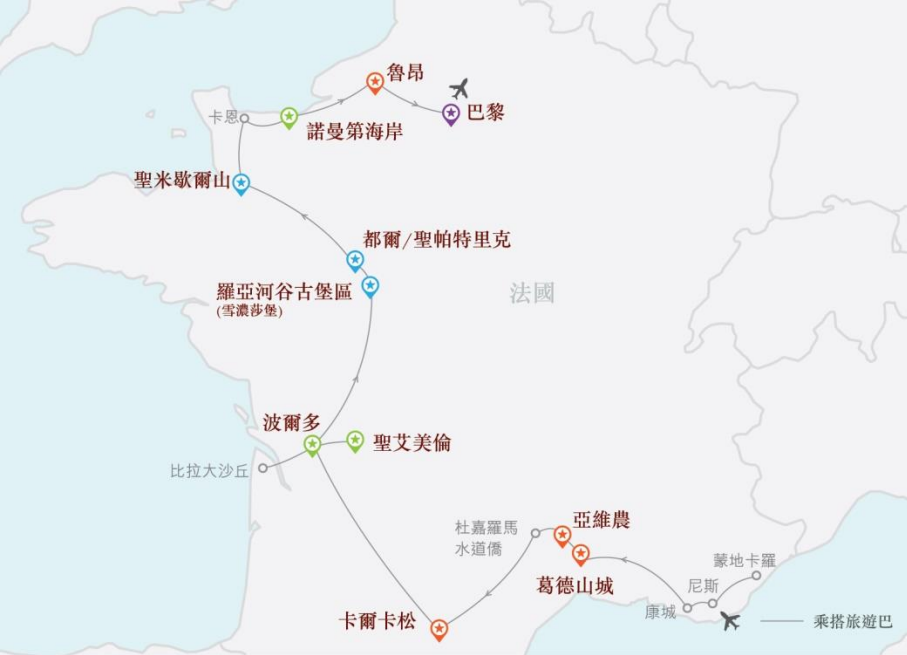 魯昂
巴黎
卡恩
諾曼第海岸
聖米歇爾山
都爾/聖帕特里克
羅亞河谷古堡區
(雪濃莎堡)
法國
波爾多
聖艾美倫
比拉大沙丘
亞維農
杜嘉羅馬
水道僑
蒙地卡羅
葛德山城
尼斯
康城
卡爾卡松
乘搭旅遊巴